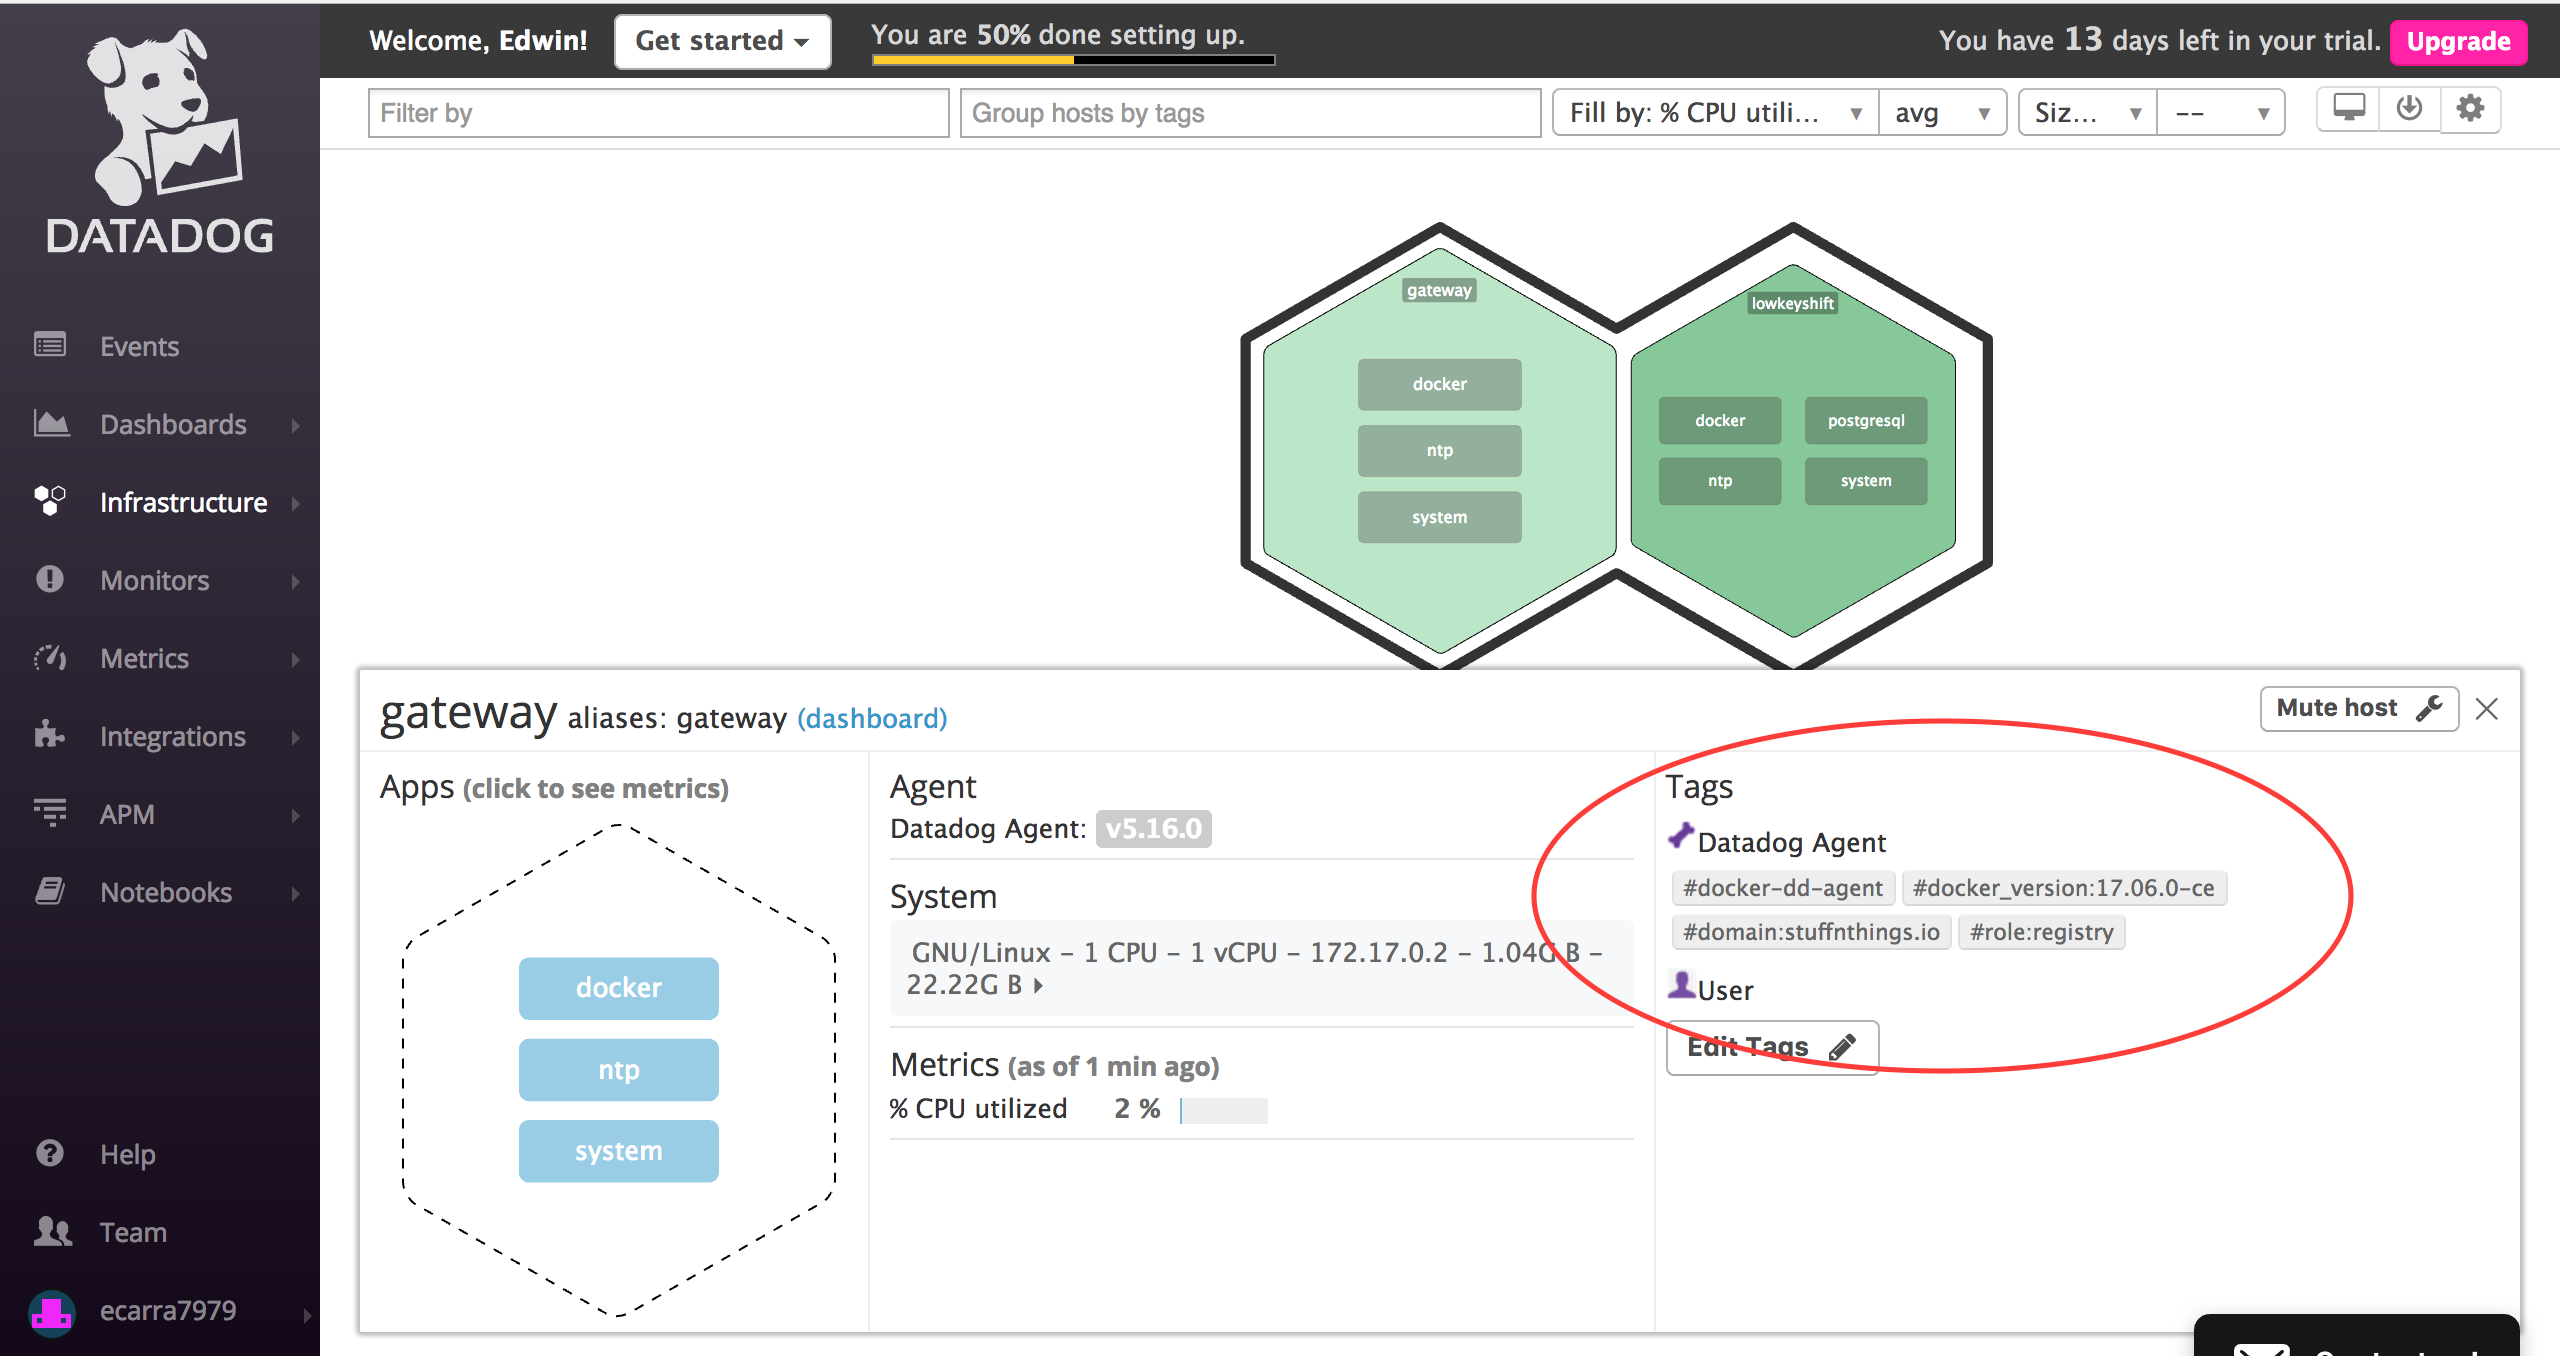 DATADOG
Events
Dashboards
Infrastructure
Monitors
Metrics
Integrations
APM
Notebooks
Help
Team
ecarra7979
Welcome, Edwin!
Get started
You are 50% done setting up.
You have 13 days left in your trial.
Upgrade
Filter by
Group hosts by tags
Fill by: % CPU utili...
avg
Siz...
--
gateway
docker
ntp
system
lowkeyshift
docker
postgresql
ntp
system
gateway aliases: gateway (dashboard)
Mute host
Apps (click to see metrics)
docker
ntp
system
Agent
Datadog Agent: v5.16.0
System
GNU/Linux - 1 CPU - 1 vCPU - 172.17.0.2 - 1.04G B -
22.22G B
Metrics (as of 1 min ago)
% CPU utilized 2 %
Tags
Datadog Agent
#docker-dd-agent #docker_version:17.06.0-ce
#domain:stuffnthings.io #role:registry
User
Edit Tags